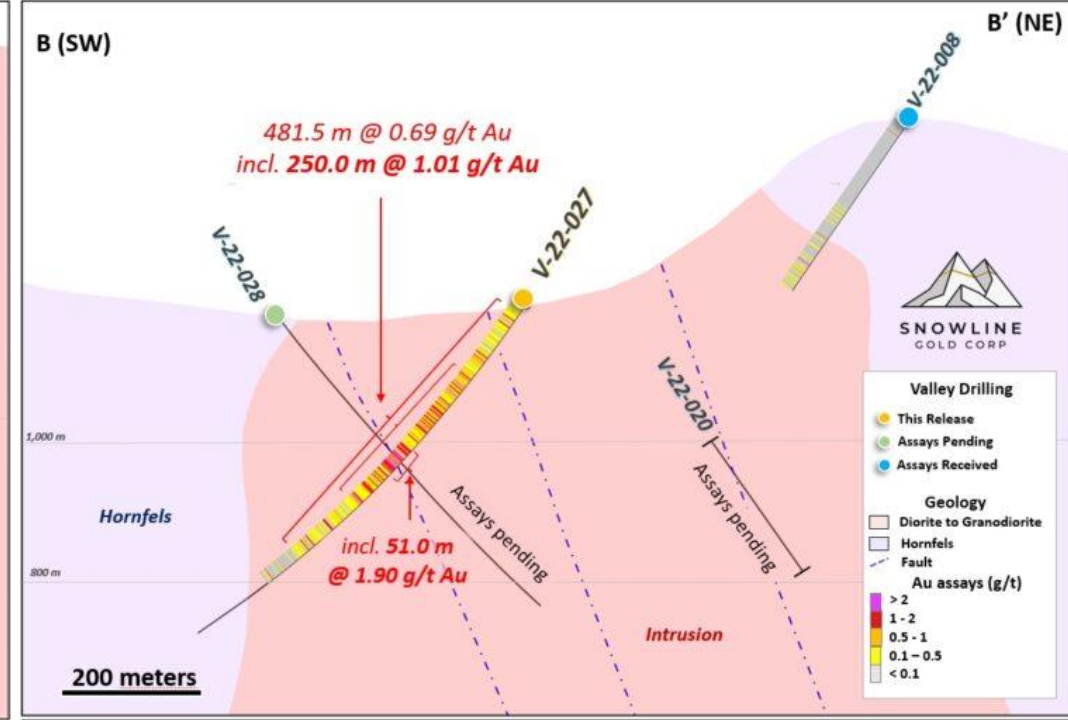 B (SW)
B’ (NE)
V-22-008
481.5 m @ 0.69 g/t Au
incl. 250.0 m @ 1.01 g/t Au
V-22-027
V-22-028
SNOWLINE
GOLD CORP
V-22-020
Valley Drilling
This Release
Assays Pending
Assays Received
1,000 m
Assays pending
Assays pending
Hornfels
Geology
Diorite to Granodiorite
Hornfels
Fault
incl. 51.0 m
@ 1.90 g/t Au
800 m
Au assays (g/t)
> 2
1 - 2
0.5 - 1
0.1 – 0.5
< 0.1
Intrusion
200 meters